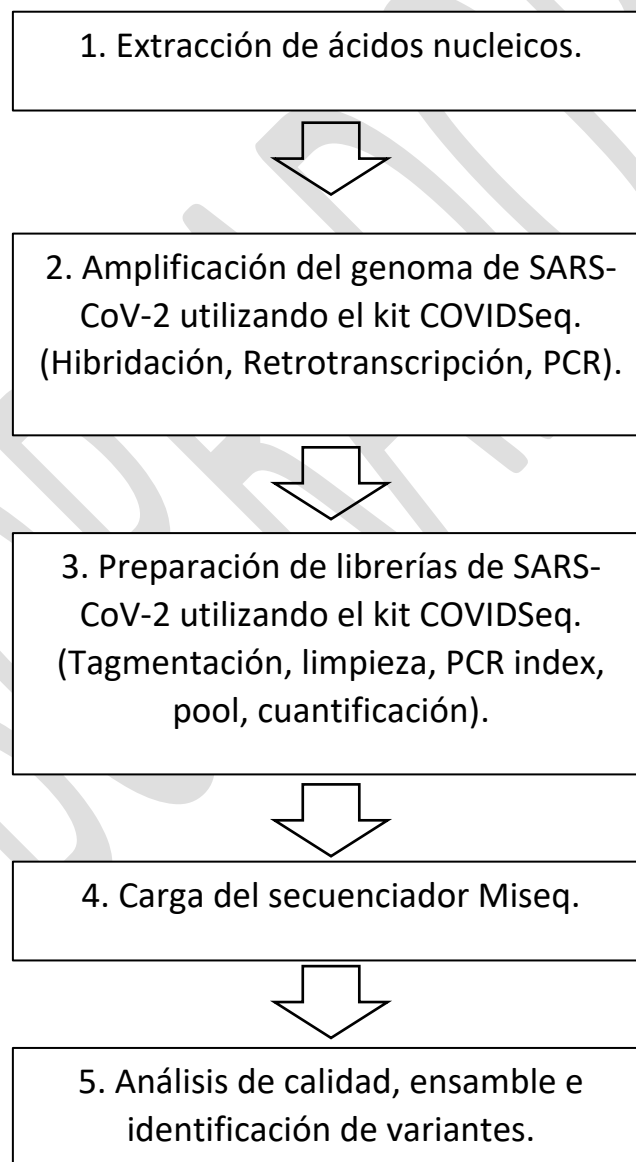 1. Extracción de ácidos nucleicos.
2. Amplificación del genoma de SARS-
CoV-2 utilizando el kit COVIDSeq.
(Hibridación, Retrotranscripción, PCR).
3. Preparación de librerías de SARS-
CoV-2 utilizando el kit COVIDSeq.
(Tagmentación, limpieza, PCR index,
pool, cuantificación).
4. Carga del secuenciador Miseq.
5. Análisis de calidad, ensamble e
identificación de variantes.